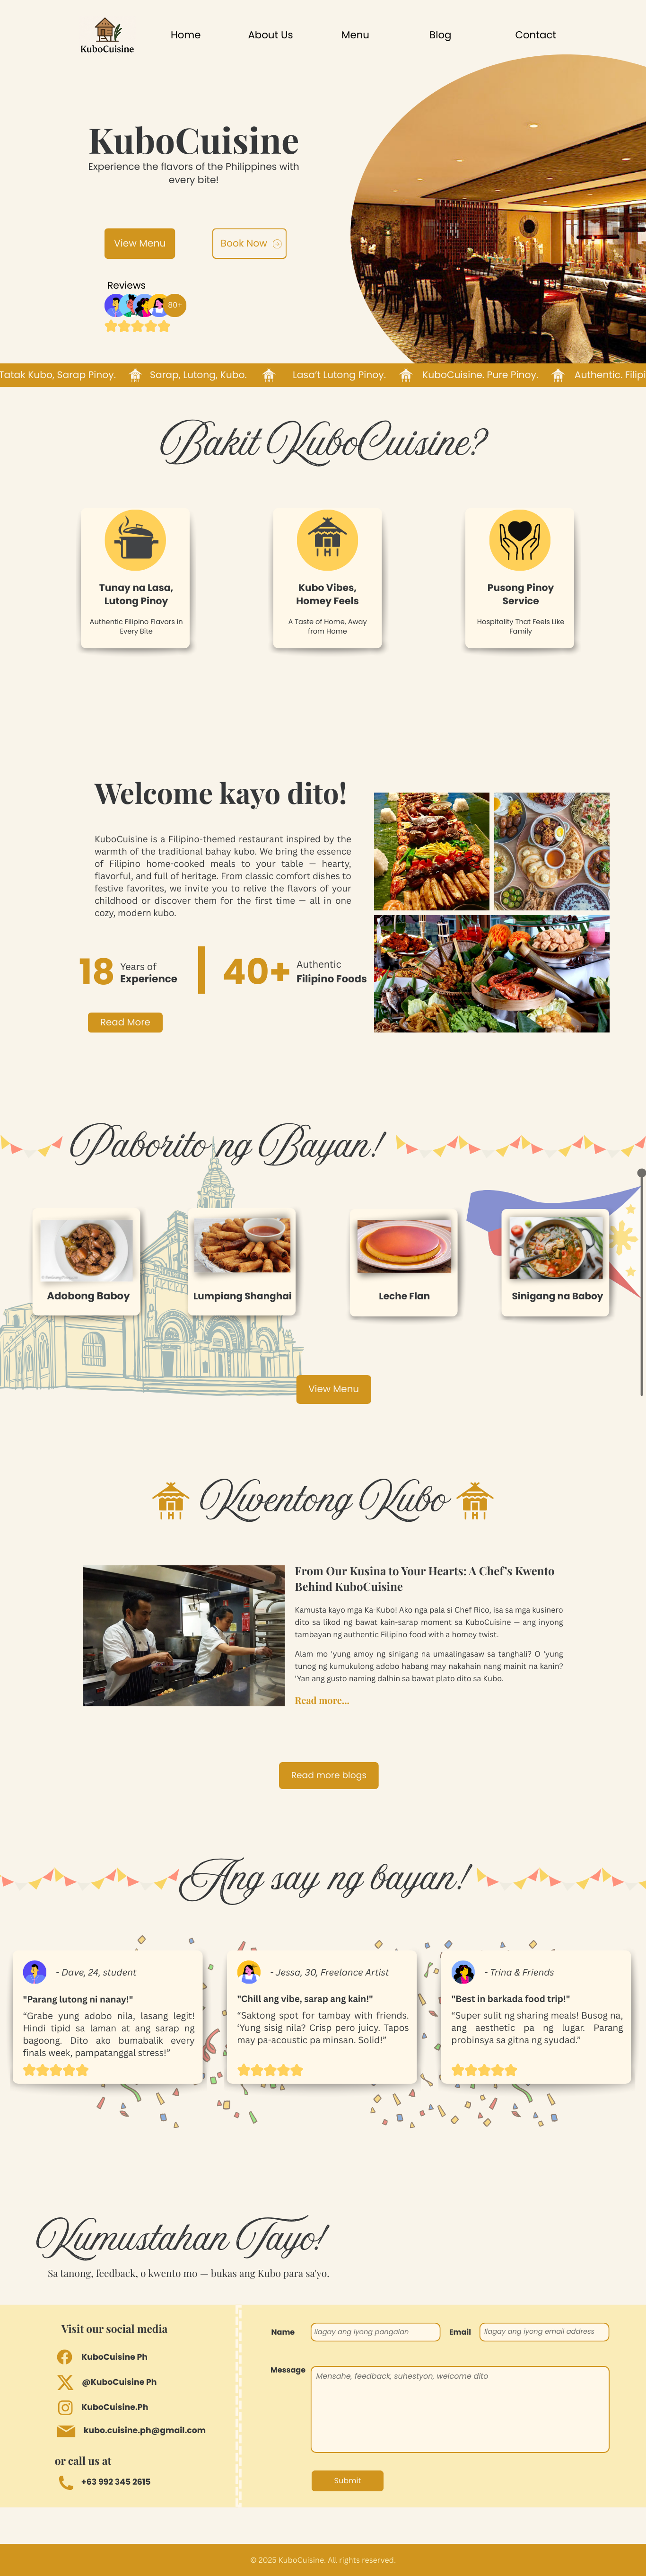 KuboCuisine
Home
About Us
Menu
Blog
Contact
KuboCuisine
Experience the flavors of the Philippines with
every bite!
View Menu
Book Now
Reviews
80+
Tatak Kubo, Sarap Pinoy.
Sarap, Lutong, Kubo.
Lasa't Lutong Pinoy.
KuboCuisine. Pure Pinoy.
Authentic. Filipi
Bakit KuboCuisine?
Tunay na Lasa,
Lutong Pinoy
Authentic Filipino Flavors in
Every Bite
Kubo Vibes,
Homey Feels
A Taste of Home, Away
from Home
Pusong Pinoy
Service
Hospitality That Feels Like
Family
Welcome kayo dito!
KuboCuisine is a Filipino-themed restaurant inspired by the
warmth of the traditional bahay kubo. We bring the essence
of Filipino home-cooked meals to your table — hearty,
flavorful, and full of heritage. From classic comfort dishes to
festive favorites, we invite you to relive the flavors of your
childhood or discover them for the first time — all in one
cozy, modern kubo.
18 Years of
Experience
40+ Authentic
Filipino Foods
Read More
Paborito ng Bayan!
Adobong Baboy
Lumpiang Shanghai
Leche Flan
Sinigang na Baboy
View Menu
Kwentong Kubo
From Our Kusina to Your Hearts: A Chef's Kwento
Behind KuboCuisine
Kamusta kayo mga Ka-Kubo! Ako nga pala si Chef Rico, isa sa mga kusinero
dito sa likod ng bawat kain-sarap moment sa KuboCuisine — ang inyong
tambayan ng authentic Filipino food with a homey twist.
Alam mo 'yung amoy ng sinigang na umaalingasaw sa tanghali? O 'yung
tunog ng kumukulong adobo habang may nakahain nang mainit na kanin?
'Yan ang gusto naming dalhin sa bawat plato dito sa Kubo.
Read more...
Read more blogs
Ang say ng bayan!
- Dave, 24, student
"Parang lutong ni nanay!"
“Grabe yung adobo nila, lasang legit!
Hindi tipid sa laman at ang sarap ng
bagoong. Dito ako bumabalik every
finals week, pampatanggal stress!”
- Jessa, 30, Freelance Artist
"Chill ang vibe, sarap ang kain!"
“Saktong spot for tambay with friends.
'Yung sisig nila? Crisp pero juicy. Tapos
may pa-acoustic pa minsan. Solid!”
- Trina & Friends
"Best in barkada food trip!"
“Super sulit ng sharing meals! Busog na,
ang aesthetic pa ng lugar. Parang
probinsya sa gitna ng syudad.”
Kumustahan Tayo!
Sa tanong, feedback, o kwento mo — bukas ang Kubo para sa'yo.
Visit our social media
KuboCuisine Ph
@KuboCuisine Ph
KuboCuisine.Ph
kubo.cuisine.ph@gmail.com
or call us at
+63 992 345 2615
Name
Ilagay ang iyong pangalan
Email
Ilagay ang iyong email address
Message
Mensahe, feedback, suhestyon, welcome dito
Submit
© 2025 KuboCuisine. All rights reserved.